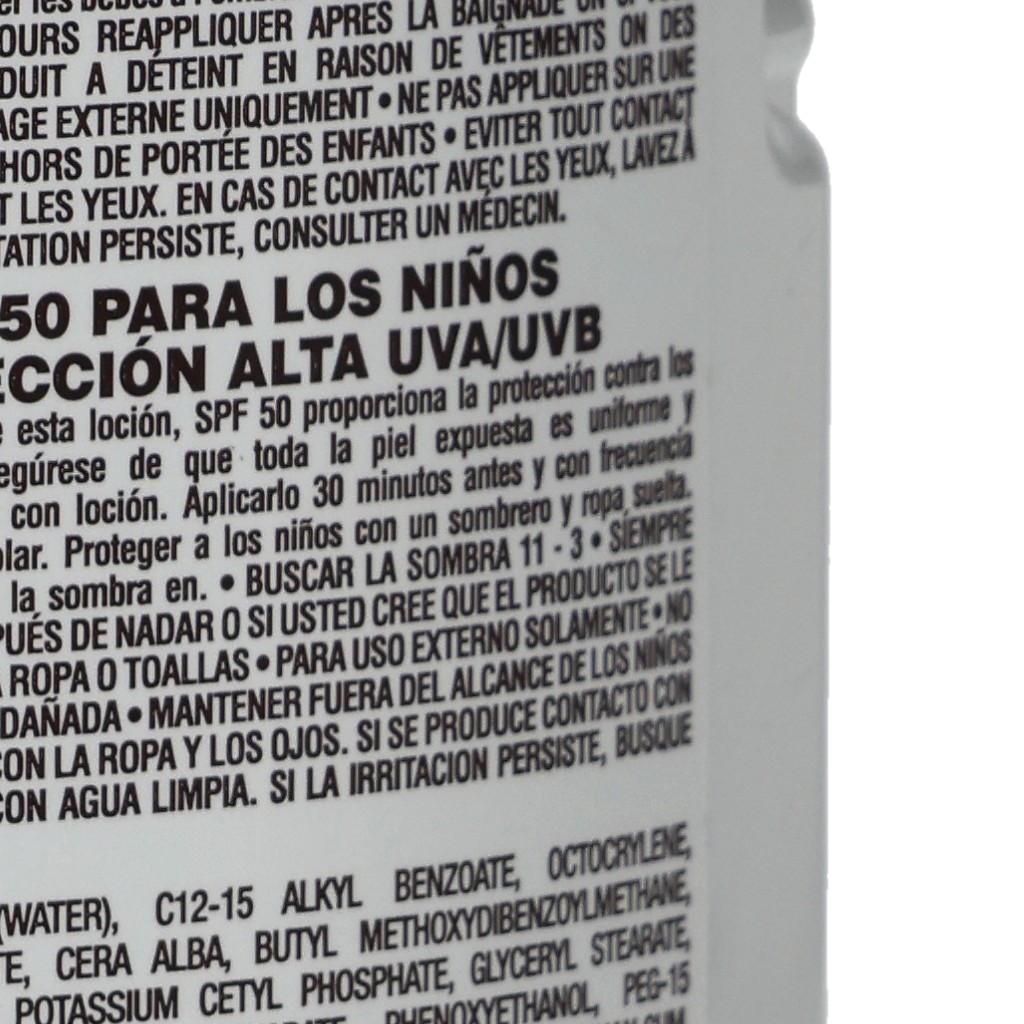 OURS REAPPLIQUER APRES LA BAIGNADE
DUIT A DÉTEINT EN RAISON DE VÊTEMENTS ON DES
AGE EXTERNE UNIQUEMENT • NE PAS APPLIQUER SUR UNE
HORS DE PORTÉE DES ENFANTS • EVITER TOUT CONTACT
T LES YEUX. EN CAS DE CONTACT AVEC LES YEUX, LAVEZ À
TATION PERSISTE, CONSULTER UN MÉDECIN.
50 PARA LOS NIÑOS
ECCIÓN ALTA UVA/UVB
e esta loción, SPF 50 proporciona la protección contra los
egúrese de que toda la piel expuesta es uniforme y
con loción. Aplicarlo 30 minutos antes y con frecuencia
olar. Proteger a los niños con un sombrero y ropa suelta.
la sombra en. • BUSCAR LA SOMBRA 11 - 3 • SIEMPRE
PUÉS DE NADAR O SI USTED CREE QUE EL PRODUCTO SE LE
A ROPA O TOALLAS • PARA USO EXTERNO SOLAMENTE • NO
DAÑADA • MANTENER FUERA DEL ALCANCE DE LOS NIÑOS
CON LA ROPA Y LOS OJOS. SI SE PRODUCE CONTACTO CON
CON AGUA LIMPIA. SI LA IRRITACION PERSISTE, BUSQUE
(WATER), C12-15 ALKYL BENZOATE, OCTOCRYLENE,
TE, CERA ALBA, BUTYL METHOXYDIBENZOYLMETHANE,
POTASSIUM CETYL PHOSPHATE, GLYCERYL STEARATE,
PHENOXYETHANOL, PEG-15